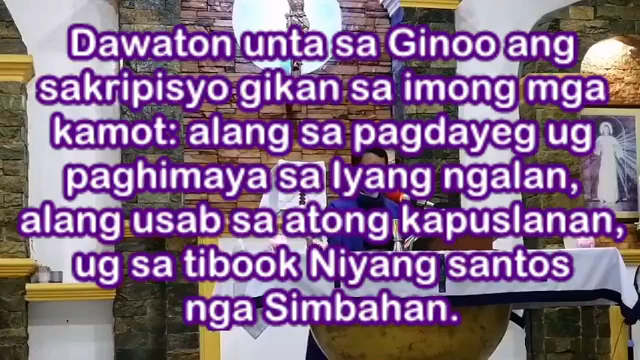 Dawaton unta sa Ginoo ang
sakripisyo gikan sa imong mga
kamot: alang sa pagdayeg ug
paghimaya sa Iyang ngalan,
alang usab sa atong kapuslanan,
ug sa tibook Niyang santos
nga Simbahan.